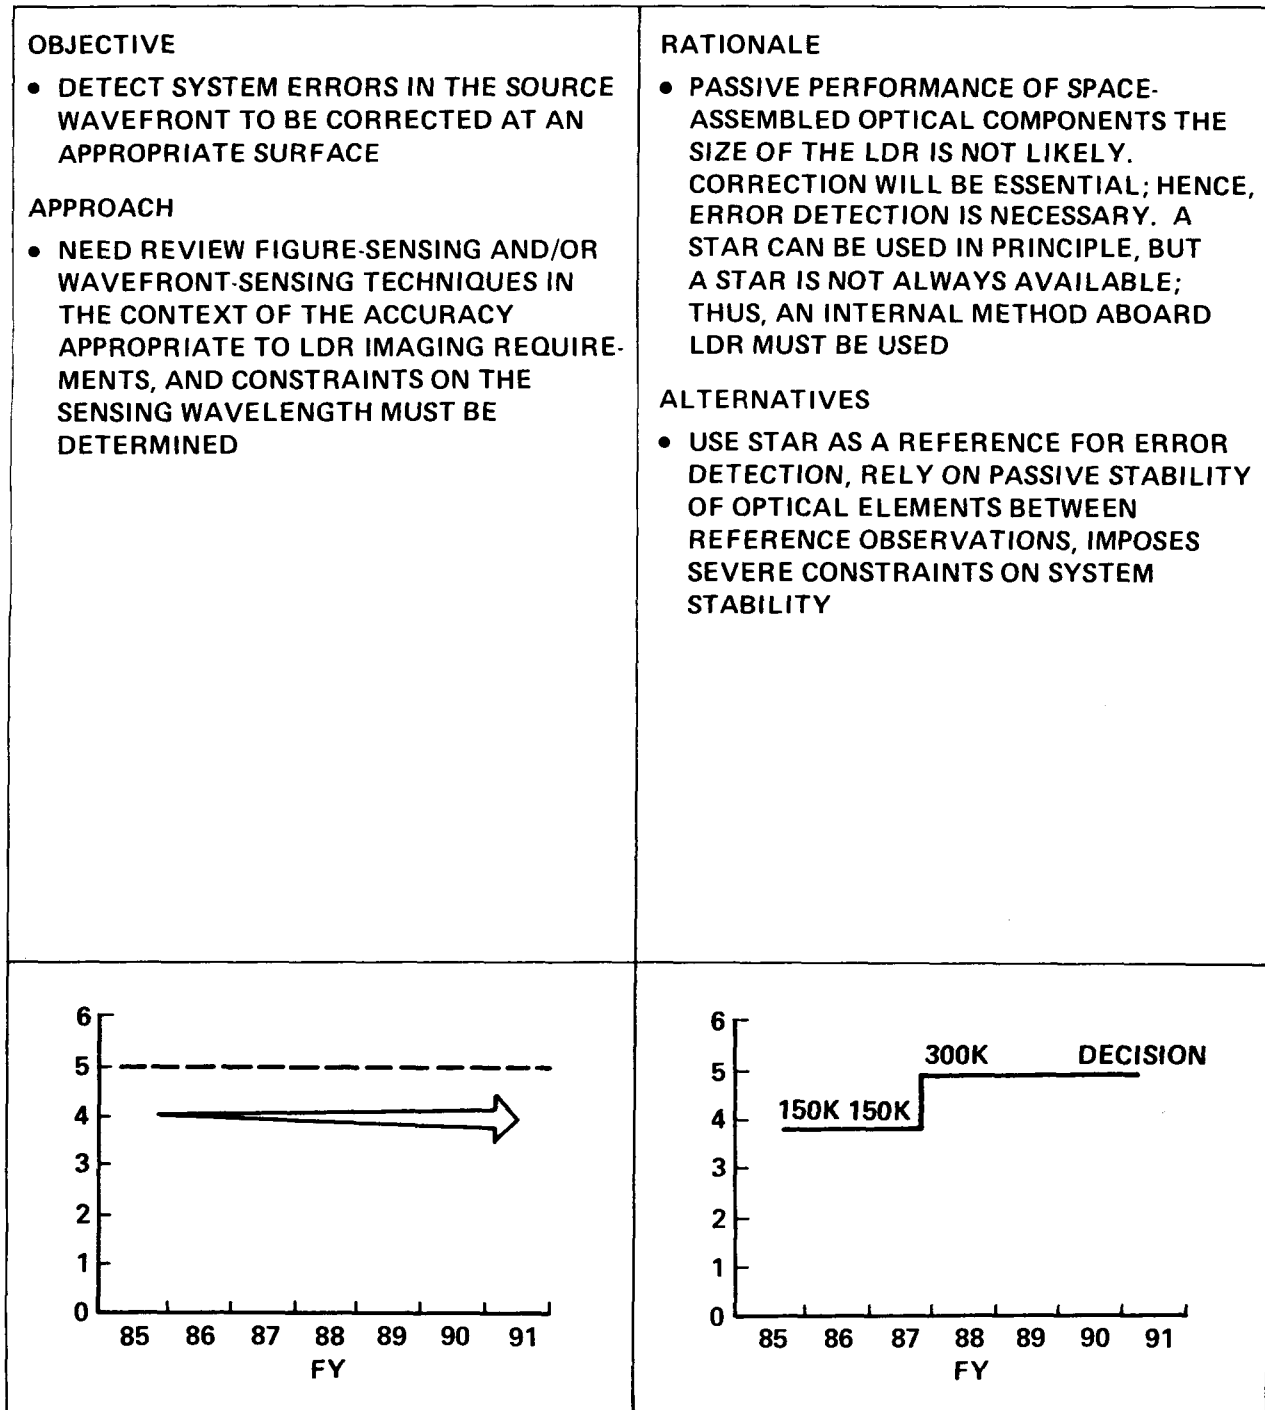 OBJECTIVE
• DETECT SYSTEM ERRORS IN THE SOURCE
WAVEFRONT TO BE CORRECTED AT AN
APPROPRIATE SURFACE
APPROACH
• NEED REVIEW FIGURE-SENSING AND/OR
WAVEFRONT-SENSING TECHNIQUES IN
THE CONTEXT OF THE ACCURACY
APPROPRIATE TO LDR IMAGING REQUIRE-
MENTS, AND CONSTRAINTS ON THE
SENSING WAVELENGTH MUST BE
DETERMINED
RATIONALE
• PASSIVE PERFORMANCE OF SPACE-
ASSEMBLED OPTICAL COMPONENTS THE
SIZE OF THE LDR IS NOT LIKELY.
CORRECTION WILL BE ESSENTIAL; HENCE,
ERROR DETECTION IS NECESSARY. A
STAR CAN BE USED IN PRINCIPLE, BUT
A STAR IS NOT ALWAYS AVAILABLE;
THUS, AN INTERNAL METHOD ABOARD
LDR MUST BE USED
ALTERNATIVES
• USE STAR AS A REFERENCE FOR ERROR
DETECTION, RELY ON PASSIVE STABILITY
OF OPTICAL ELEMENTS BETWEEN
REFERENCE OBSERVATIONS, IMPOSES
SEVERE CONSTRAINTS ON SYSTEM
STABILITY
6
5
4
3
2
1
0
85 86 87 88 89 90 91
FY
6
5
4
3
2
1
0
300K DECISION
150K 150K
85 86 87 88 89 90 91
FY